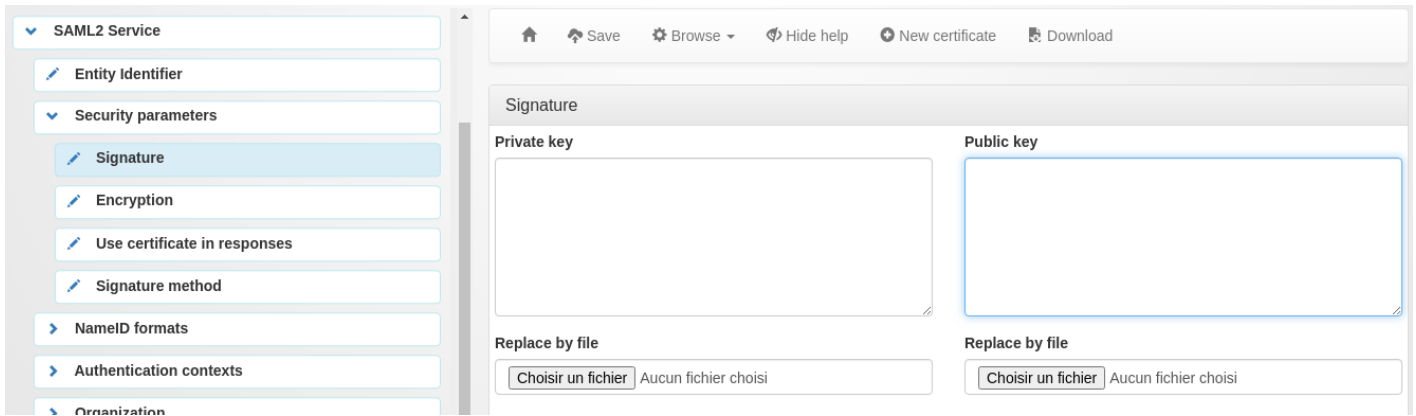 SAML2 Service
Entity Identifier
Security parameters
Signature
Encryption
Use certificate in responses
Signature method
NameID formats
Authentication contexts
Organization
Save
Browse
Hide help
New certificate
Download
Signature
Private key
Public key
Replace by file
Replace by file
Choisir un fichier Aucun fichier choisi
Choisir un fichier Aucun fichier choisi